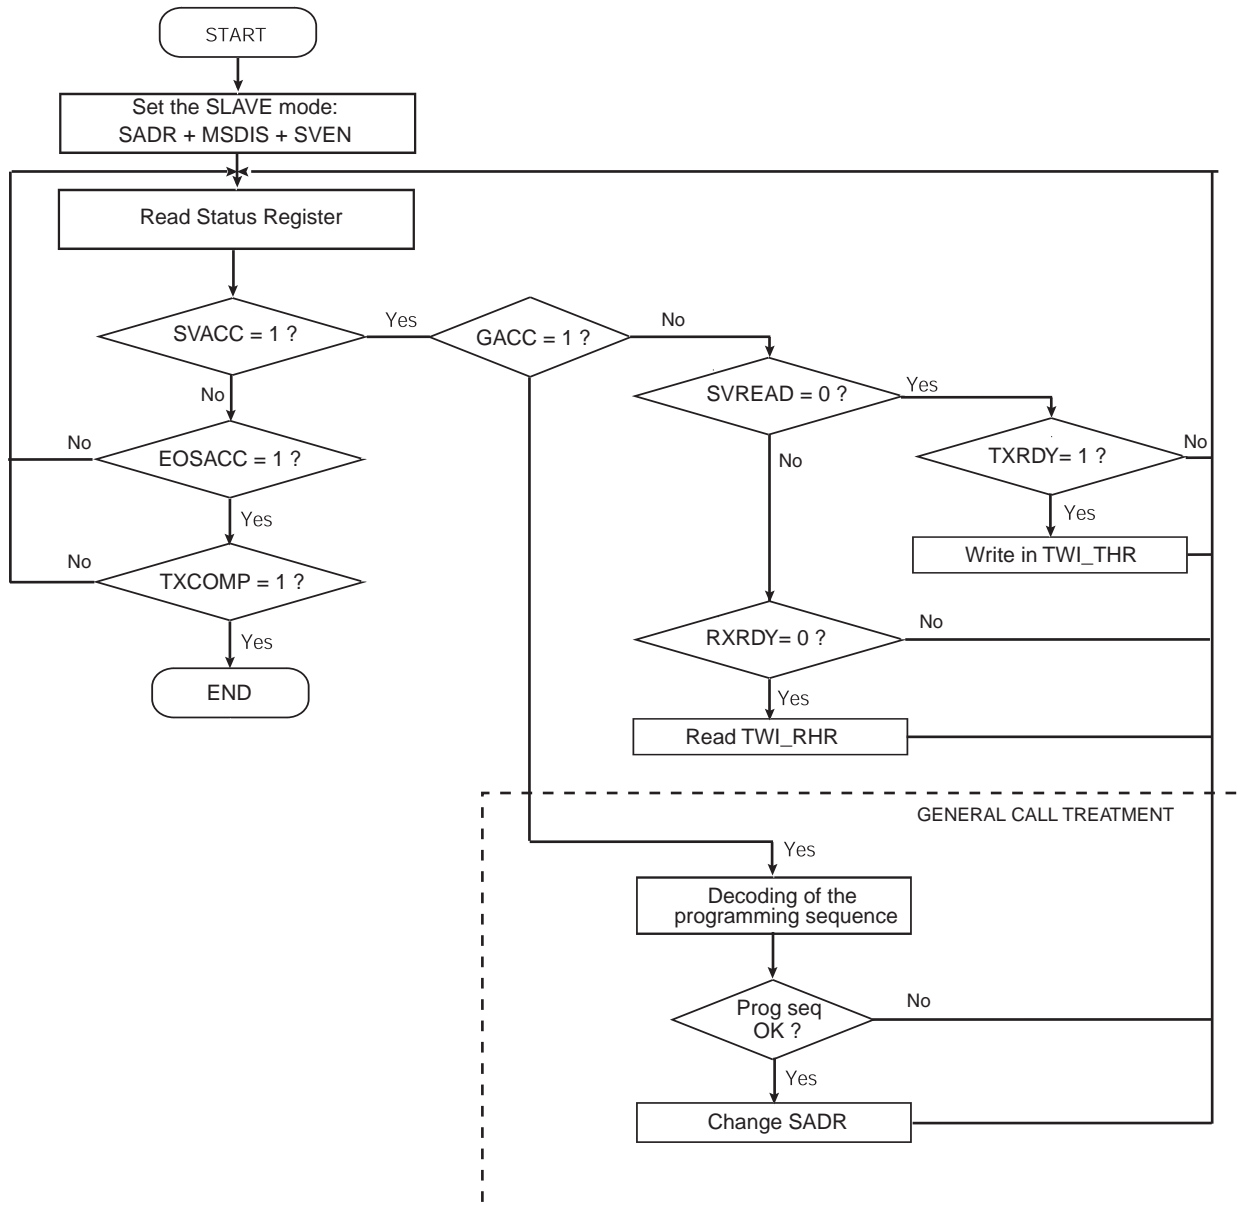 START
Set the SLAVE mode:
SADR + MSDIS + SVEN
Read Status Register
SVACC = 1 ?
Yes
GACC = 1 ?
No
SVREAD = 0 ?
Yes
No
No
EOSACC = 1 ?
No
TXRDY= 1 ?
No
Yes
Yes
Write in TWI_THR
No
TXCOMP = 1 ?
Yes
END
RXRDY= 0 ?
No
Yes
Read TWI_RHR
GENERAL CALL TREATMENT
Yes
Decoding of the
programming sequence
Prog seq
OK ?
No
Yes
Change SADR